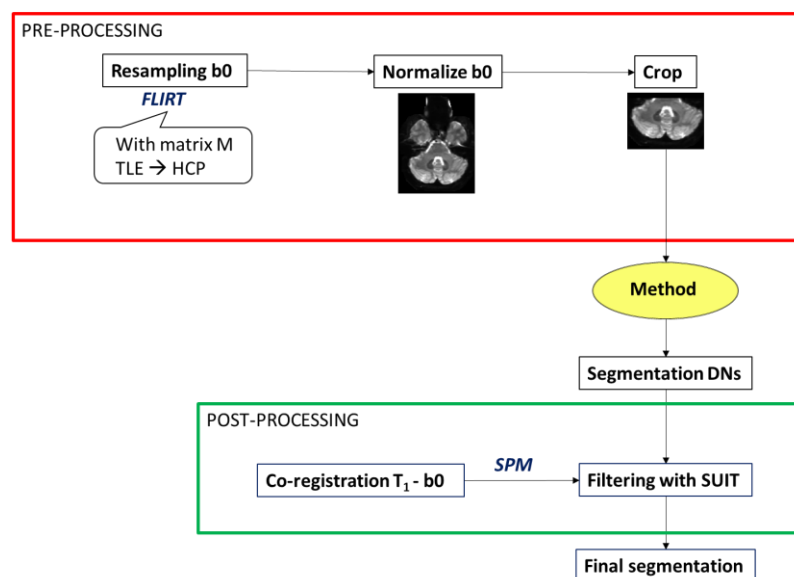 PRE-PROCESSING
Resampling b0
Normalize b0
Crop
FLIRT
With matrix M
TLE → HCP
Method
Segmentation DNs
POST-PROCESSING
Co-registration T₁ - b0
SPM
Filtering with SUIT
Final segmentation